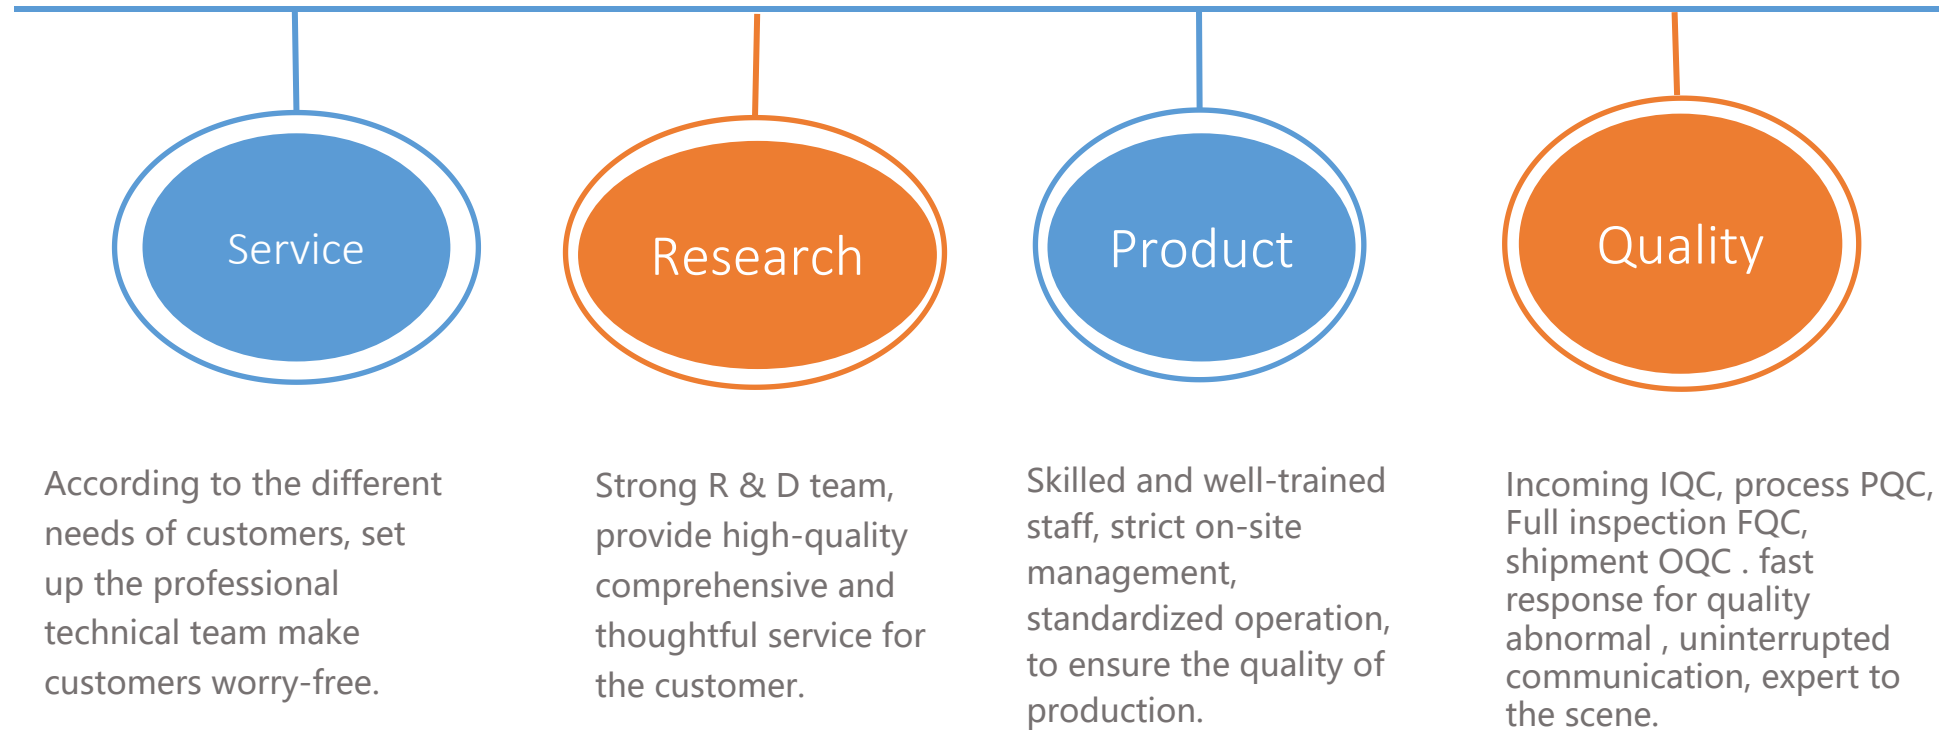 Service
According to the different
needs of customers, set
up the professional
technical team make
customers worry-free.
Research
Strong R & D team,
provide high-quality
comprehensive and
thoughtful service for
the customer.
Product
Skilled and well-trained
staff, strict on-site
management,
standardized operation,
to ensure the quality of
production.
Quality
Incoming IQC, process PQC,
Full inspection FQC,
shipment OQC . fast
response for quality
abnormal , uninterrupted
communication, expert to
the scene.